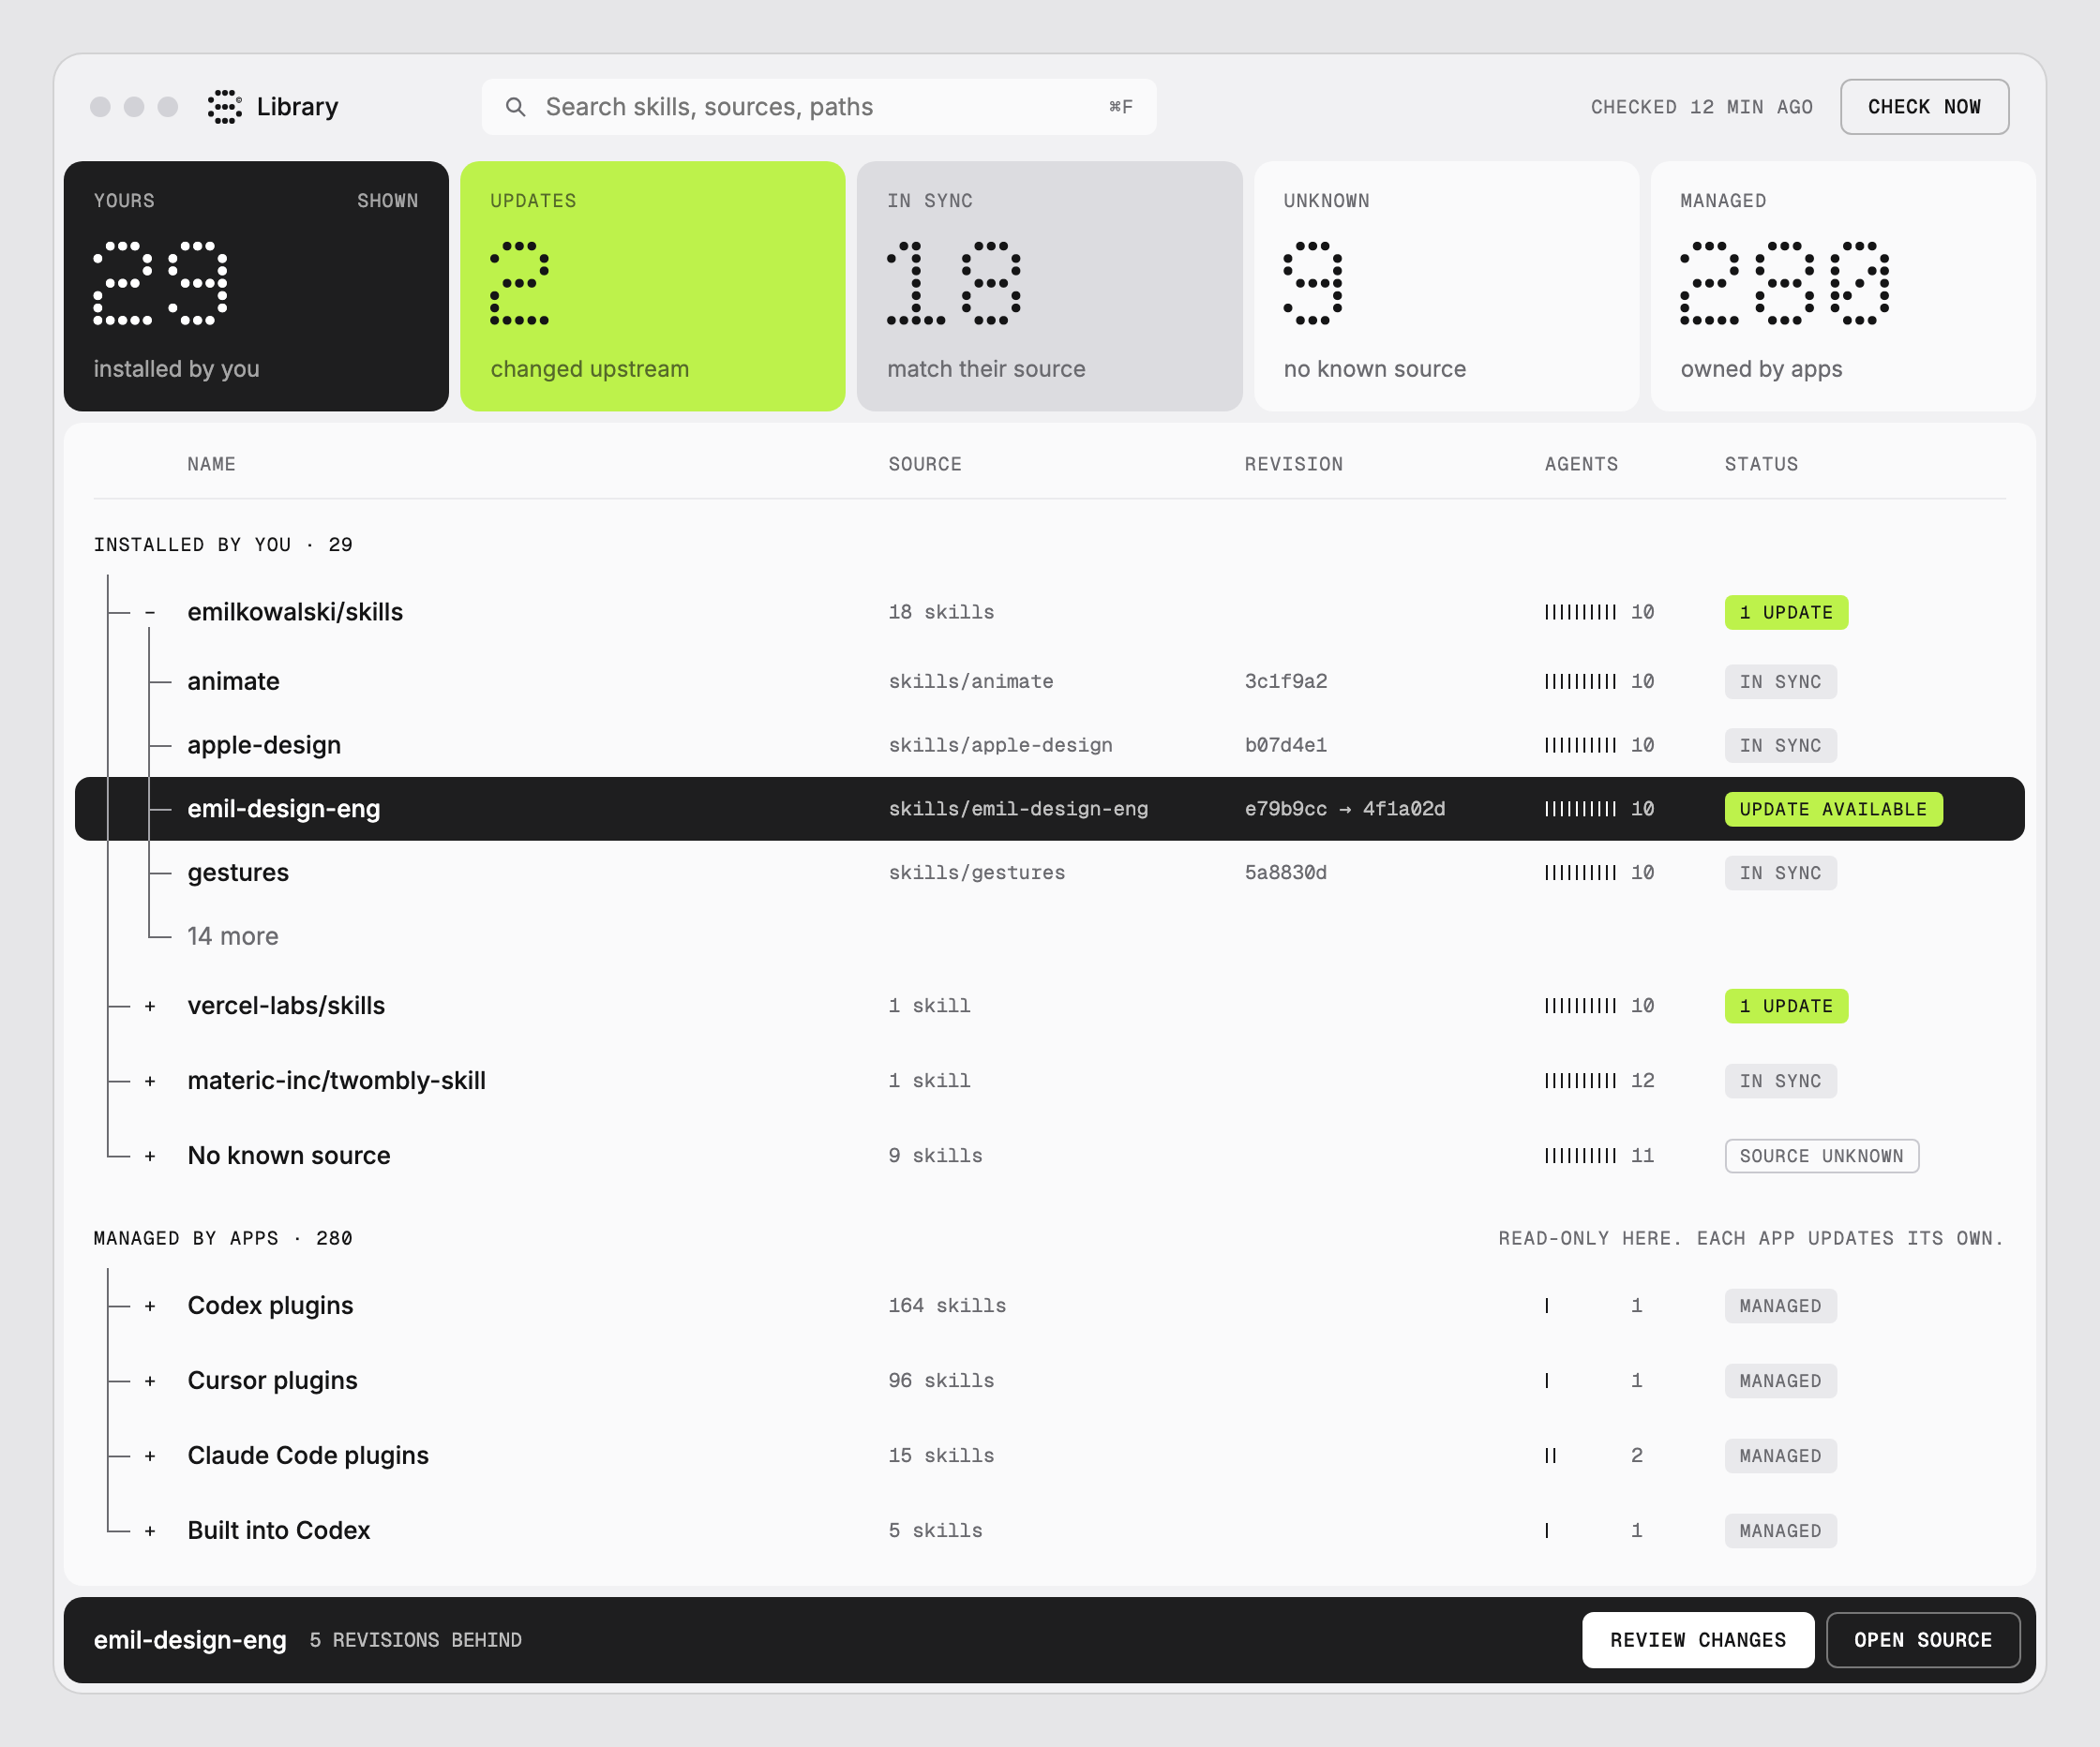 Library
Search skills, sources, paths ⌘F
CHECKED 12 MIN AGO
CHECK NOW
YOURS SHOWN
29
installed by you
UPDATES
2
changed upstream
IN SYNC
18
match their source
UNKNOWN
9
no known source
MANAGED
280
owned by apps
NAME SOURCE REVISION AGENTS STATUS
INSTALLED BY YOU · 29
− emilkowalski/skills 18 skills 10 1 UPDATE
animate skills/animate 3c1f9a2 10 IN SYNC
apple-design skills/apple-design b07d4e1 10 IN SYNC
emil-design-eng skills/emil-design-eng e79b9cc → 4f1a02d 10 UPDATE AVAILABLE
gestures skills/gestures 5a8830d 10 IN SYNC
14 more
+ vercel-labs/skills 1 skill 10 1 UPDATE
+ materic-inc/twombly-skill 1 skill 12 IN SYNC
+ No known source 9 skills 11 SOURCE UNKNOWN
MANAGED BY APPS · 280 READ-ONLY HERE. EACH APP UPDATES ITS OWN.
+ Codex plugins 164 skills 1 MANAGED
+ Cursor plugins 96 skills 1 MANAGED
+ Claude Code plugins 15 skills 2 MANAGED
+ Built into Codex 5 skills 1 MANAGED
emil-design-eng 5 REVISIONS BEHIND REVIEW CHANGES OPEN SOURCE